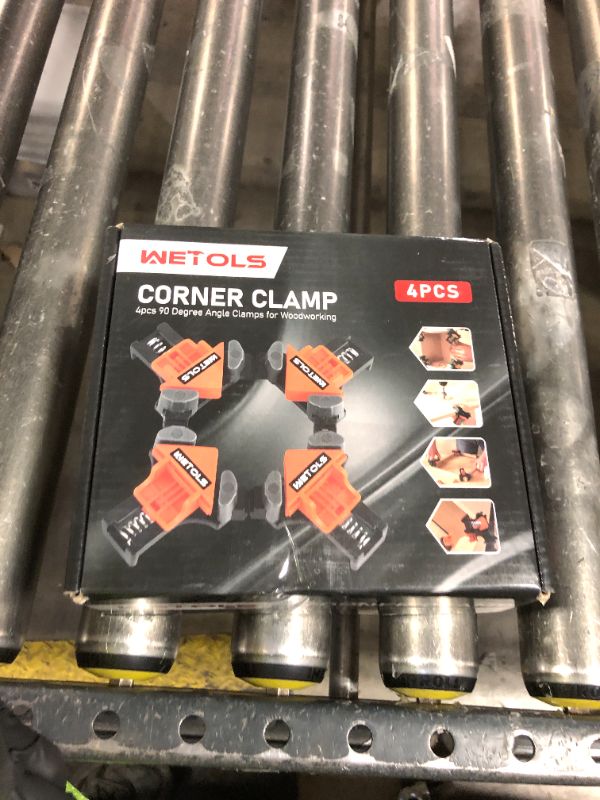 WETOLS
CORNER CLAMP
4PCS
4pcs 90 Degree Angle Clamps for Woodworking
WETOLS
WETOLS
WETOLS
WETOLS